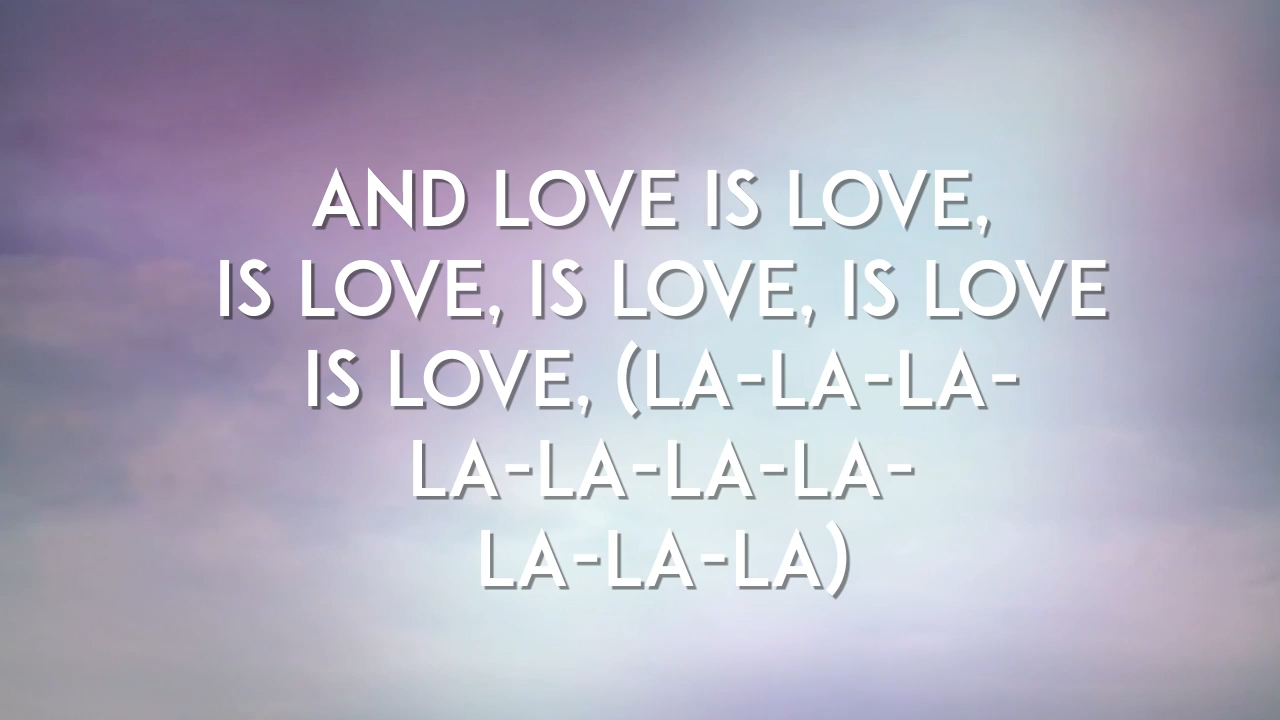 AND LOVE IS LOVE,
IS LOVE, IS LOVE, IS LOVE
IS LOVE, (LA-LA-LA-
LA-LA-LA-LA-
LA-LA-LA)